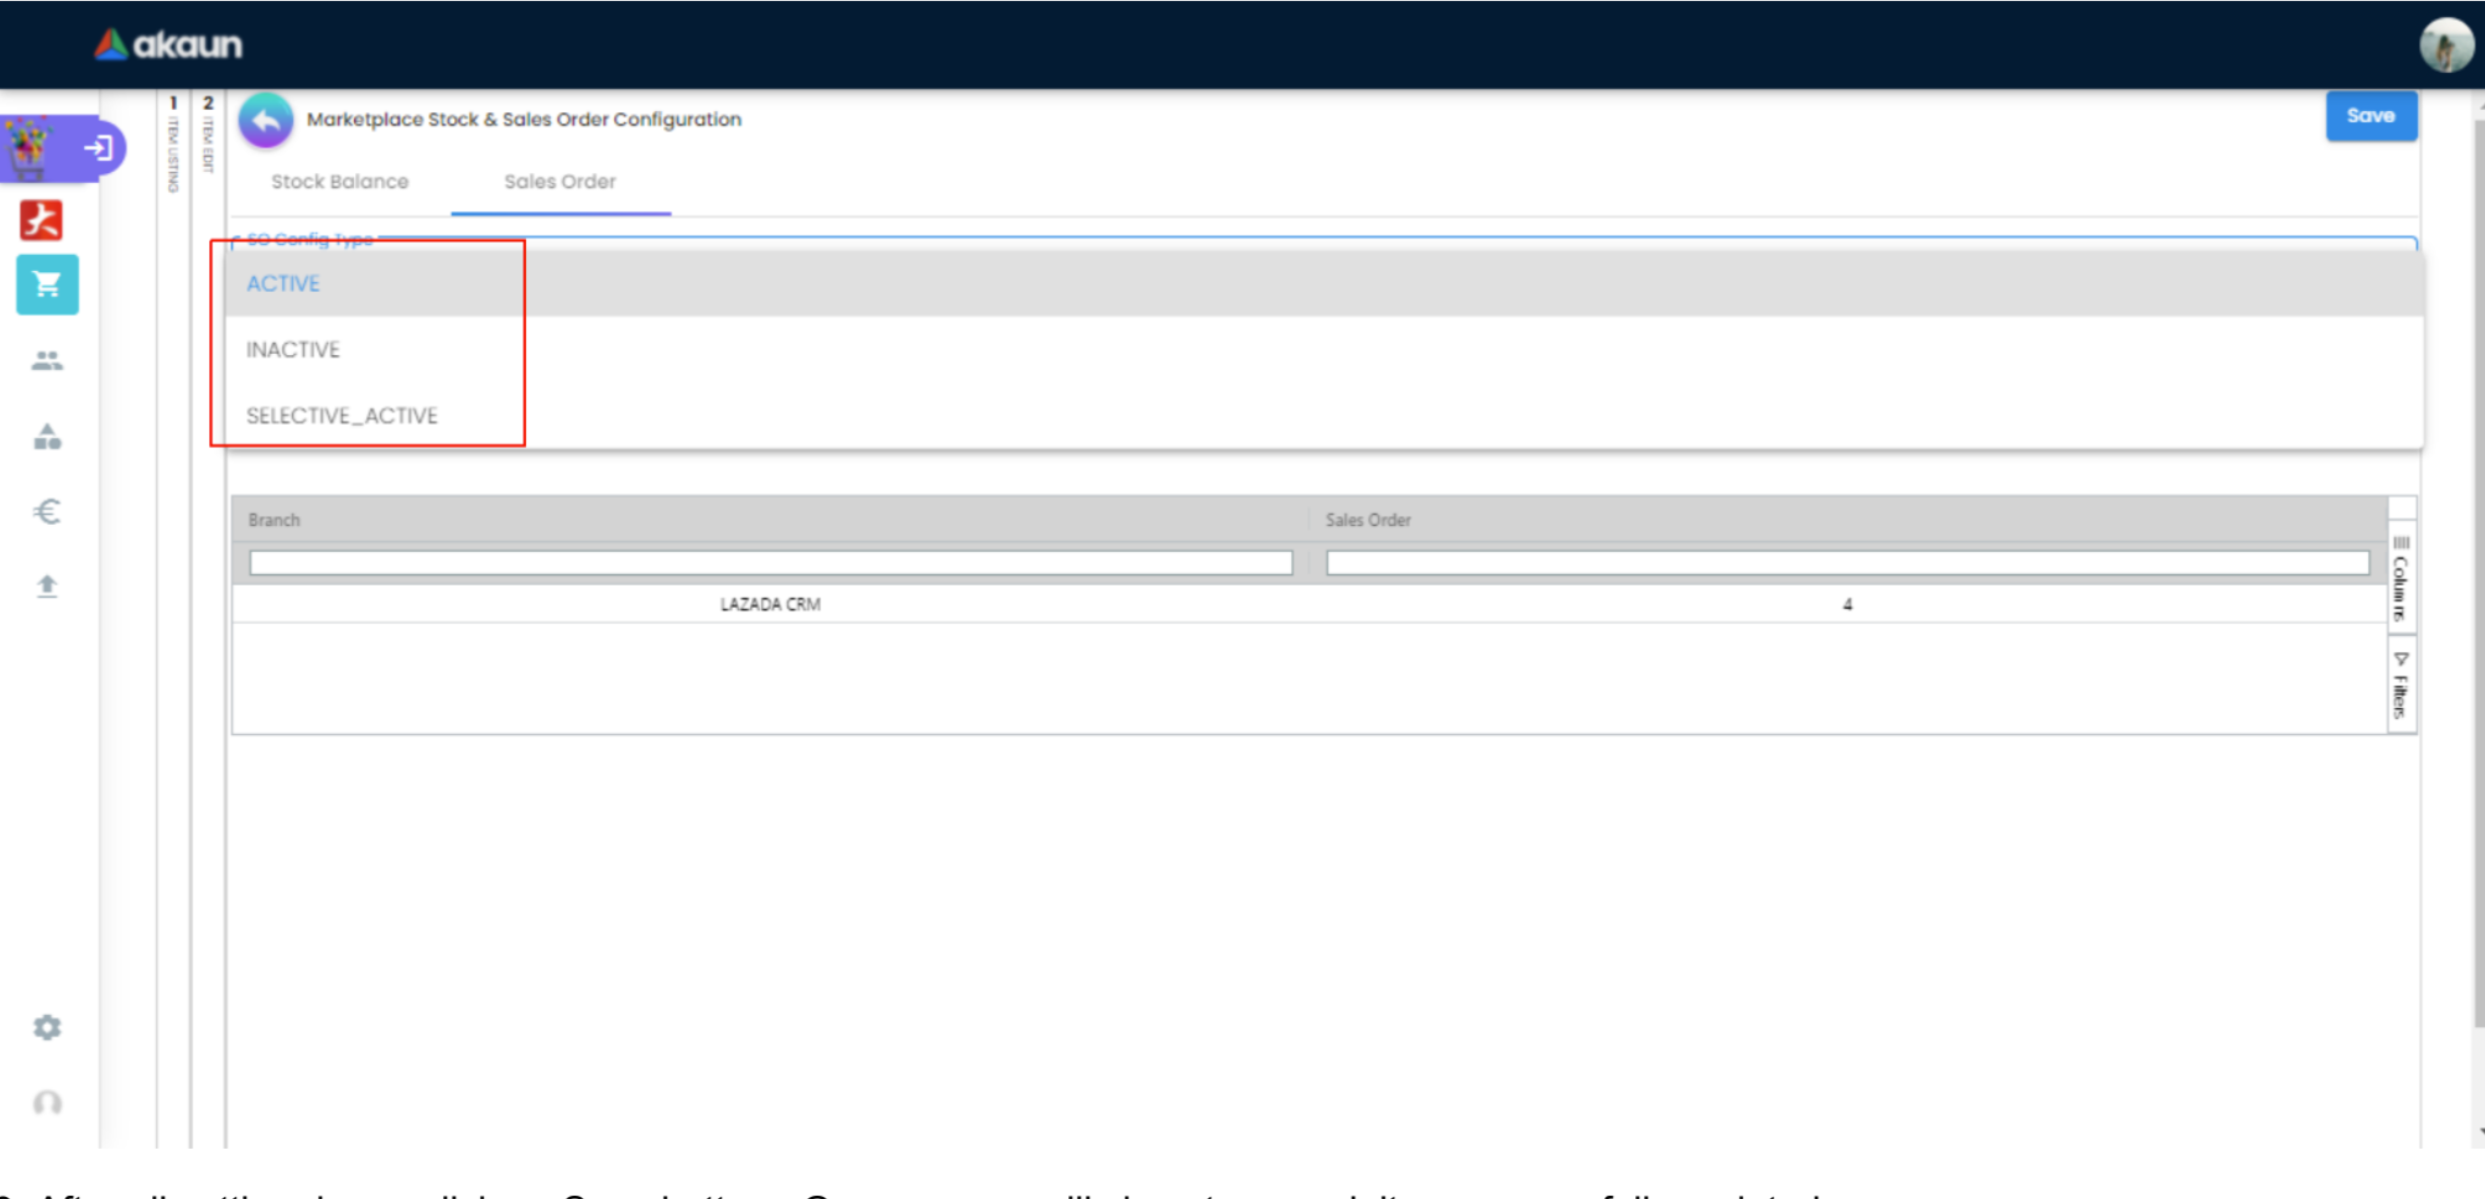 akaun
1 ITEM LISTING
2 ITEM EDIT
Marketplace Stock & Sales Order Configuration
Save
Stock Balance
Sales Order
SO Config Type
ACTIVE
INACTIVE
SELECTIVE_ACTIVE
Branch
Sales Order
LAZADA CRM
4
Columns
Filters